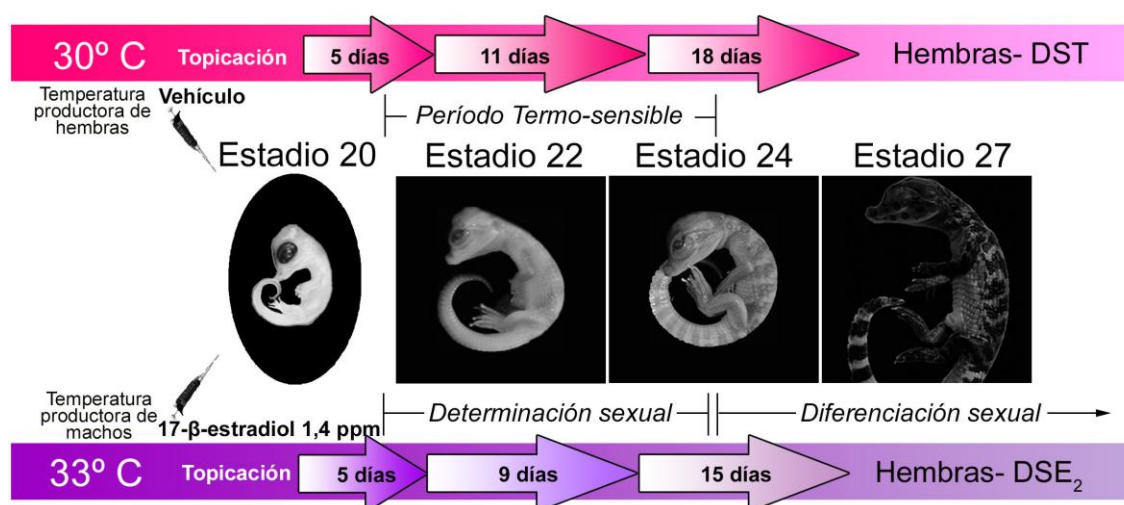 30º C Topicación 5 días 11 días 18 días Hembras- DST
Temperatura
productora de
hembras
Vehículo
Período Termo-sensible
Estadio 20 Estadio 22 Estadio 24 Estadio 27
Temperatura
productora de
machos
17-β-estradiol 1,4 ppm
Determinación sexual Diferenciación sexual
33º C Topicación 5 días 9 días 15 días Hembras- DSE₂